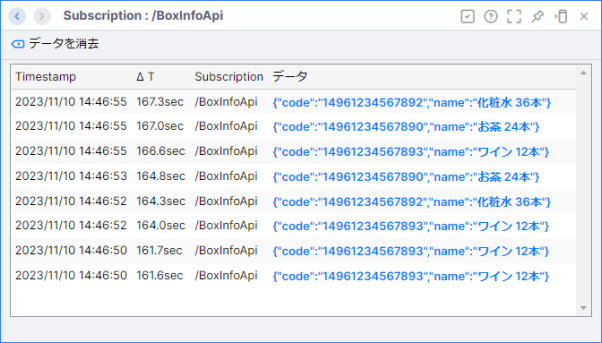 Subscription : /BoxInfoApi
データを消去
Timestamp Δ T Subscription データ
2023/11/10 14:46:55 167.3sec /BoxInfoApi {"code":"14961234567892","name":"化粧水 36本"}
2023/11/10 14:46:55 167.0sec /BoxInfoApi {"code":"14961234567890","name":"お茶 24本"}
2023/11/10 14:46:55 166.6sec /BoxInfoApi {"code":"14961234567893","name":"ワイン 12本"}
2023/11/10 14:46:53 164.8sec /BoxInfoApi {"code":"14961234567890","name":"お茶 24本"}
2023/11/10 14:46:52 164.3sec /BoxInfoApi {"code":"14961234567892","name":"化粧水 36本"}
2023/11/10 14:46:52 164.0sec /BoxInfoApi {"code":"14961234567893","name":"ワイン 12本"}
2023/11/10 14:46:50 161.7sec /BoxInfoApi {"code":"14961234567893","name":"ワイン 12本"}
2023/11/10 14:46:50 161.6sec /BoxInfoApi {"code":"14961234567893","name":"ワイン 12本"}